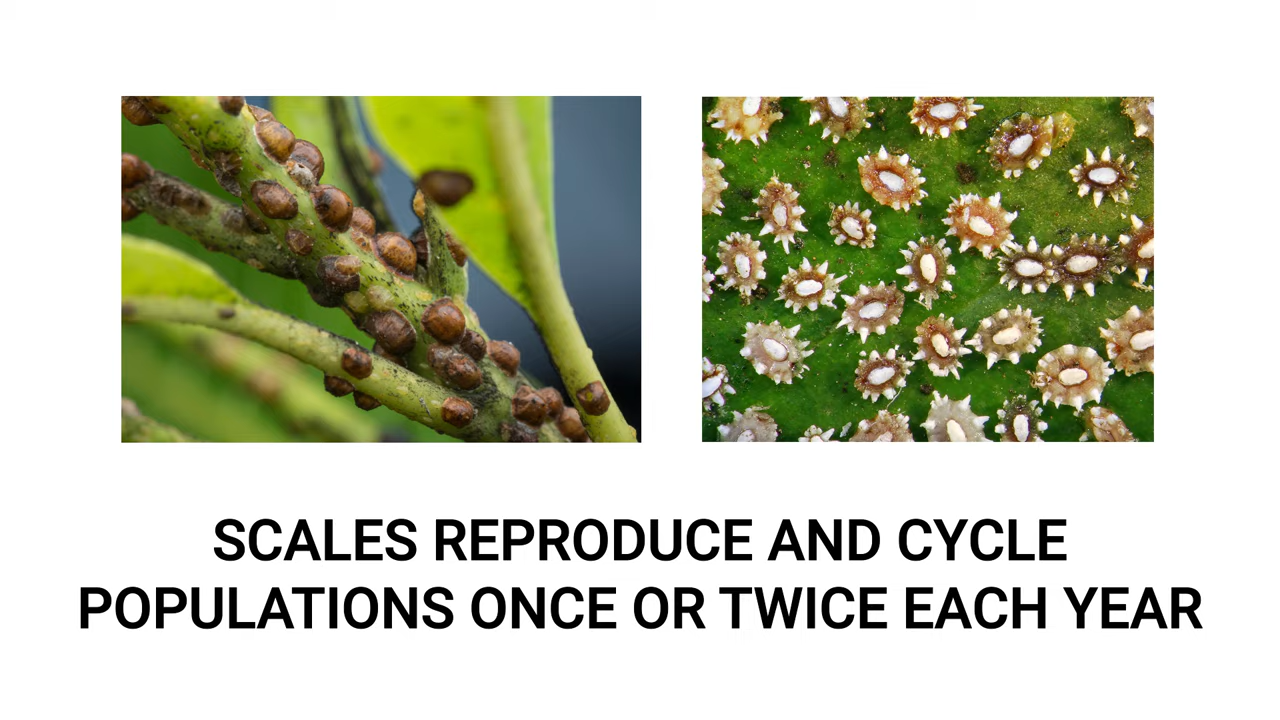 SCALES REPRODUCE AND CYCLE
POPULATIONS ONCE OR TWICE EACH YEAR